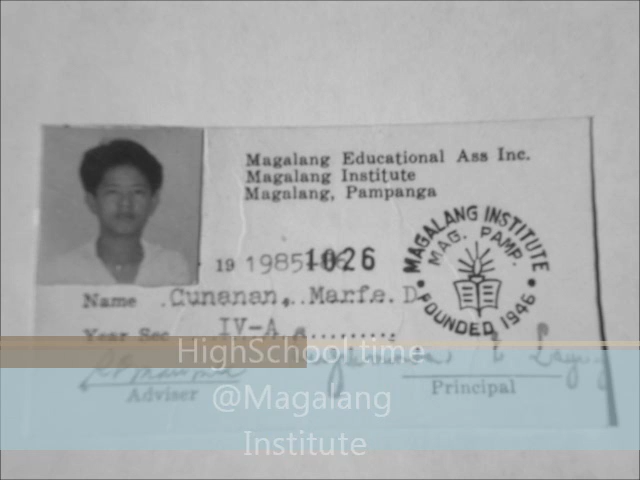 Magalang Educational Ass Inc.
Magalang Institute
Magalang, Pampanga
MAGALANG INSTITUTE
MAG. PAMP.
FOUNDED 1946
19 1985 1026
Name .Cunanan,.Marfe.D.
Year Sec IV-A
HighSchool time
@Magalang
Institute
Adviser
Principal